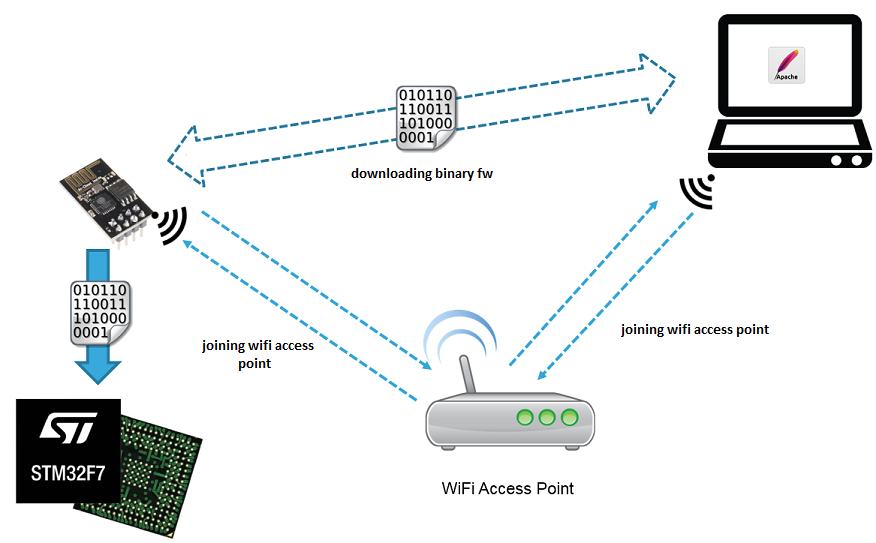 010110
110011
101000
0001
Apache
downloading binary fw
010110
110011
101000
0001
joining wifi access
point
joining wifi access point
ST
STM32F7
WiFi Access Point